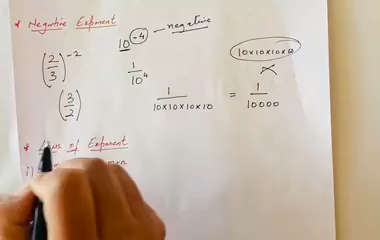 * Negative Exponent
10^-4 — negative
10×10×10×10
(2/3)^-2
1/10^4
(3/2)
1/10×10×10×10 = 1/10000
* of Exponent
1)